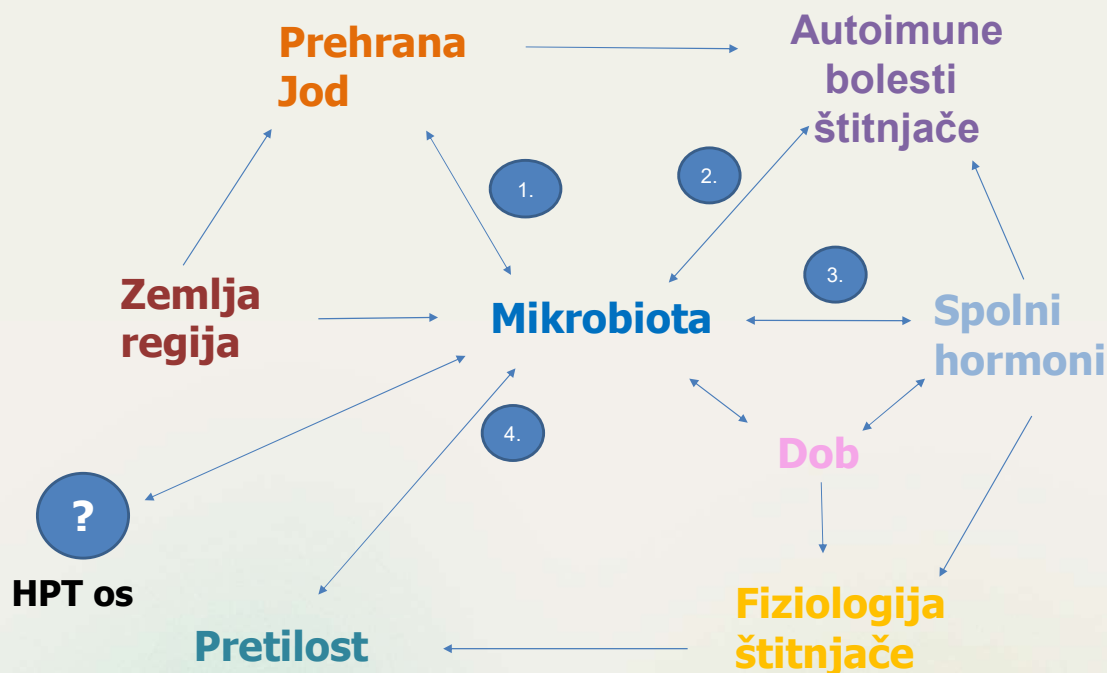 Prehrana
Jod
Autoimune
bolesti
štitnjače
1.
2.
Zemlja
regija
Mikrobiota
3.
Spolni
hormoni
4.
Dob
?
HPT os
Pretilost
Fiziologija
štitnjače